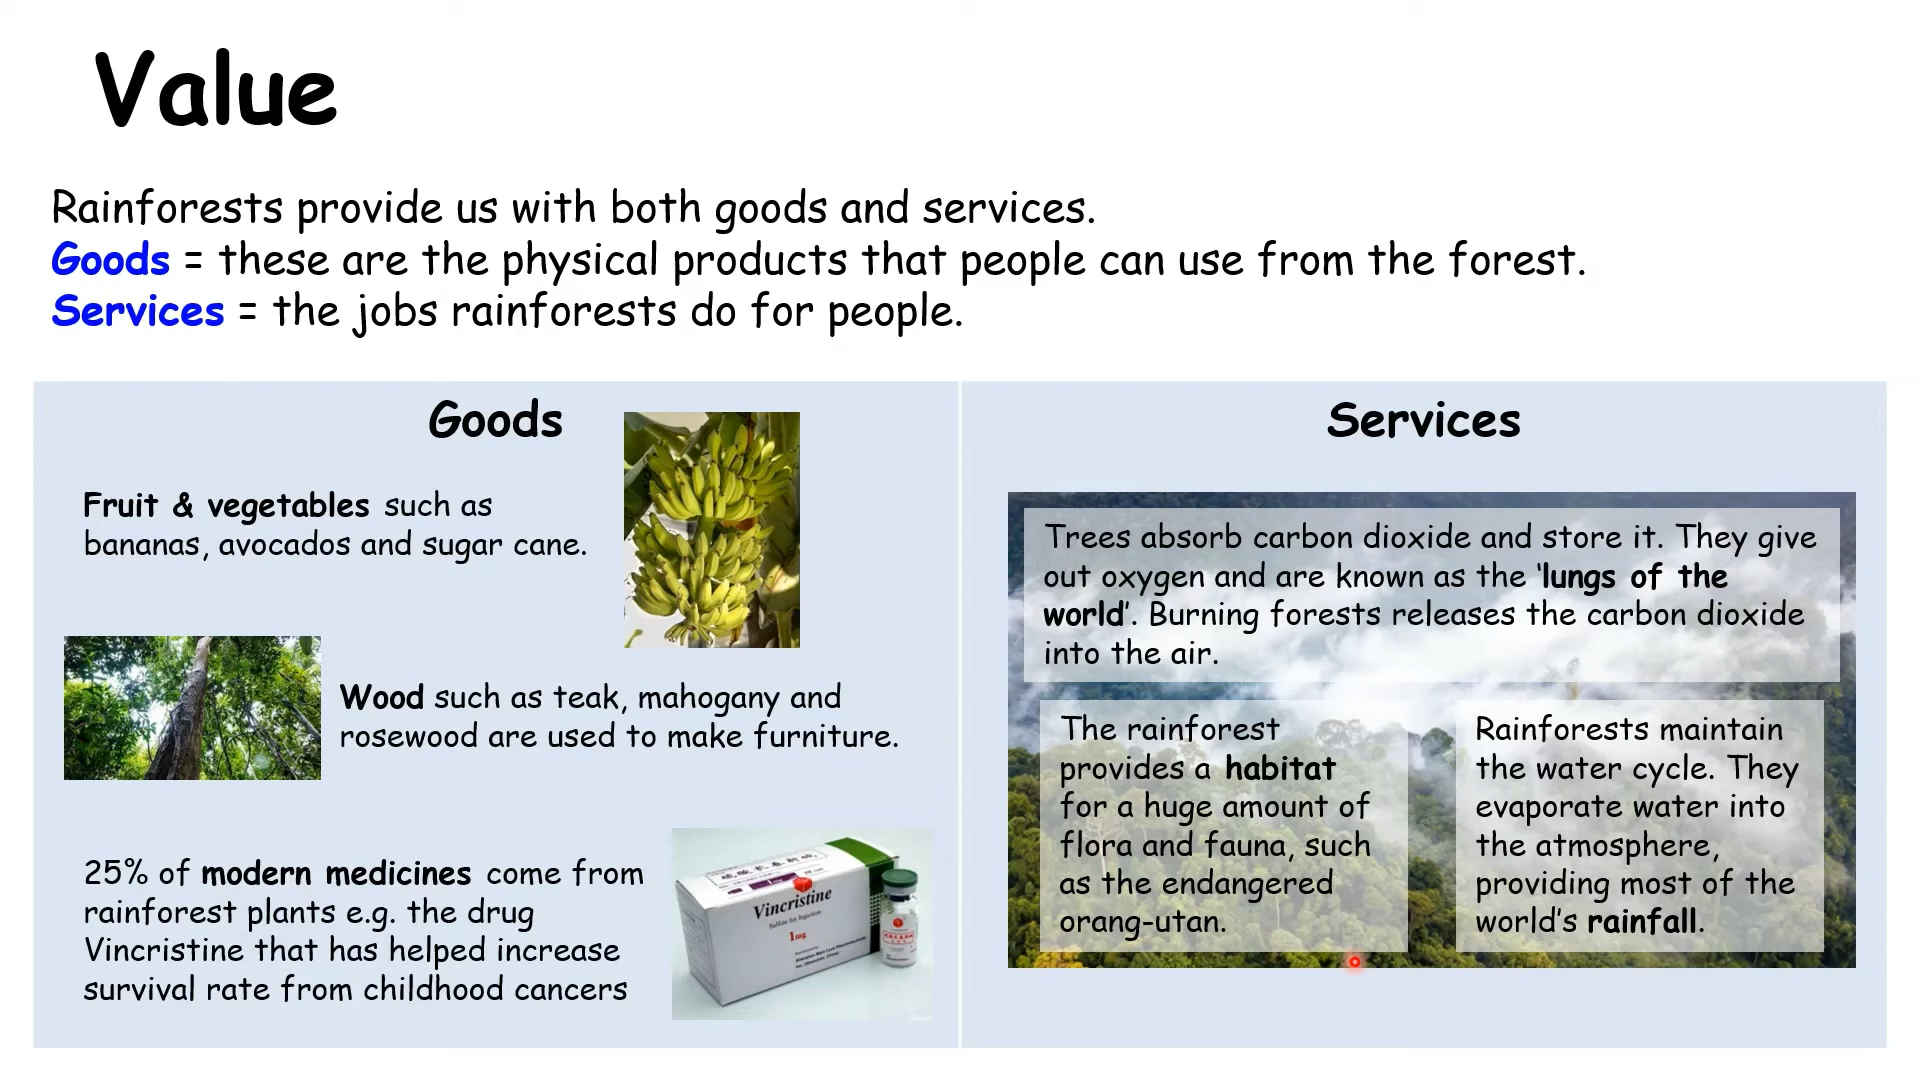 Value
Rainforests provide us with both goods and services.
Goods = these are the physical products that people can use from the forest.
Services = the jobs rainforests do for people.
Goods
Fruit & vegetables such as
bananas, avocados and sugar cane.
Wood such as teak, mahogany and
rosewood are used to make furniture.
25% of modern medicines come from
rainforest plants e.g. the drug
Vincristine that has helped increase
survival rate from childhood cancers
Vincristine
Sulfate for Injection
1mg
Services
Trees absorb carbon dioxide and store it. They give
out oxygen and are known as the ‘lungs of the
world’. Burning forests releases the carbon dioxide
into the air.
The rainforest
provides a habitat
for a huge amount of
flora and fauna, such
as the endangered
orang-utan.
Rainforests maintain
the water cycle. They
evaporate water into
the atmosphere,
providing most of the
world’s rainfall.